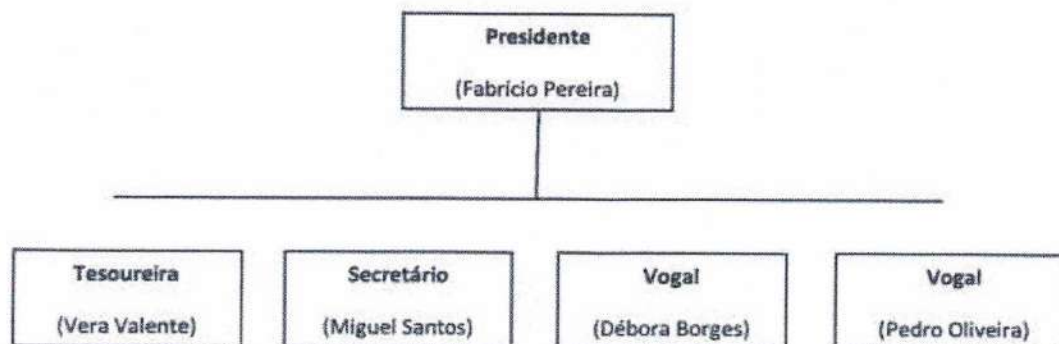 Presidente
(Fabrício Pereira)
Tesoureira
(Vera Valente)
Secretário
(Miguel Santos)
Vogal
(Débora Borges)
Vogal
(Pedro Oliveira)